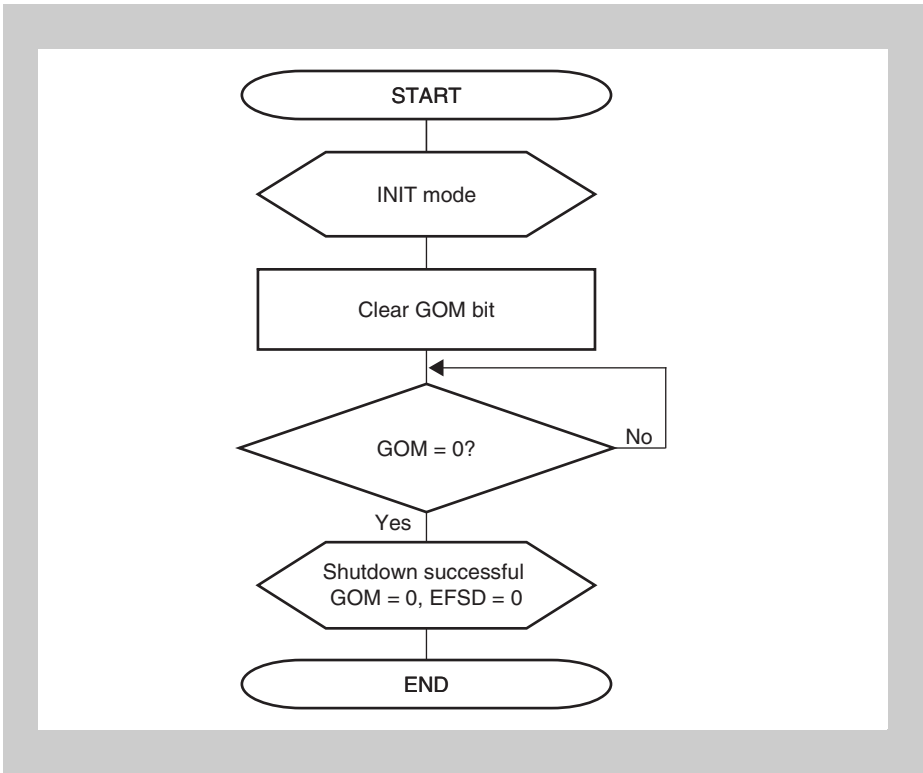 START
INIT mode
Clear GOM bit
GOM = 0?
No
Yes
Shutdown successful
GOM = 0, EFSD = 0
END